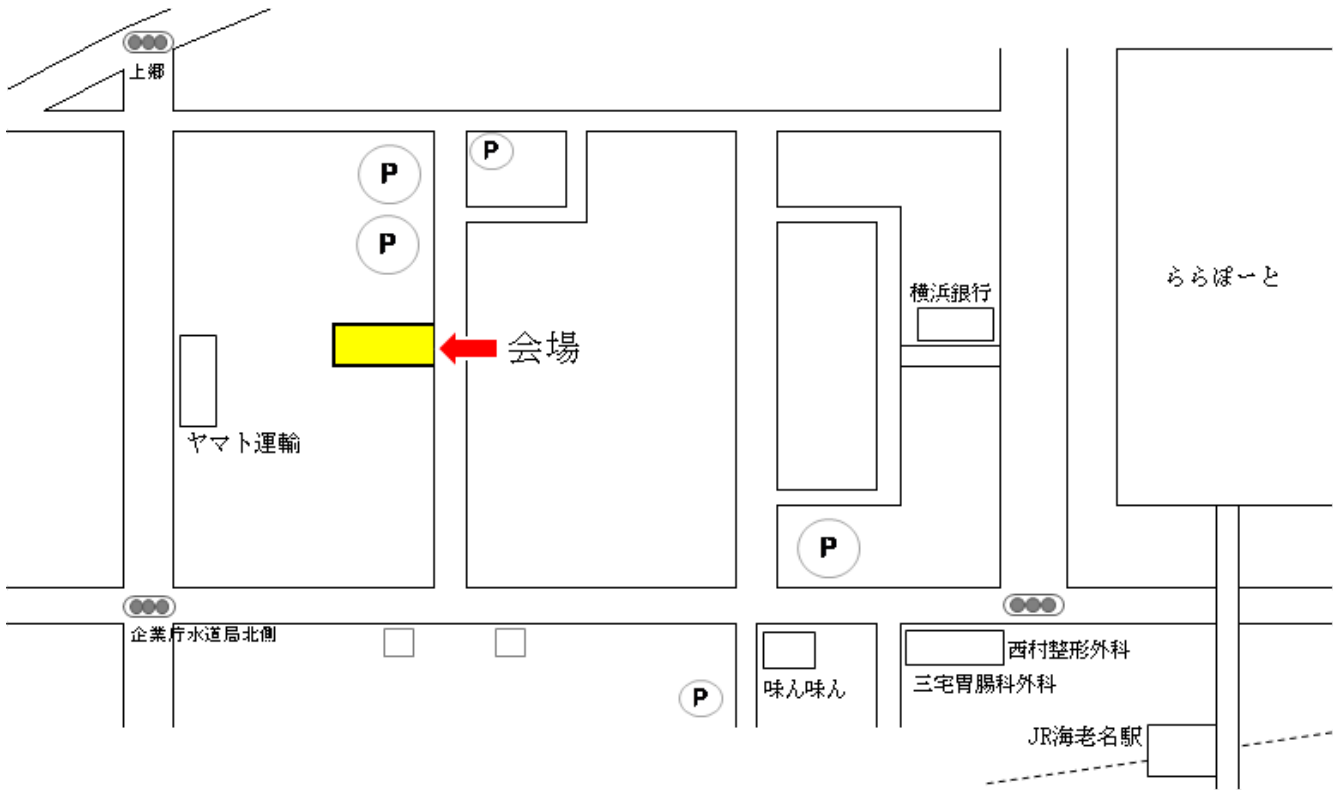 上郷
P
P
P
横浜銀行
ららぽーと
会場
ヤマト運輸
P
企業庁水道局北側
西村整形外科
味ん味ん
三宅胃腸科外科
P
JR海老名駅